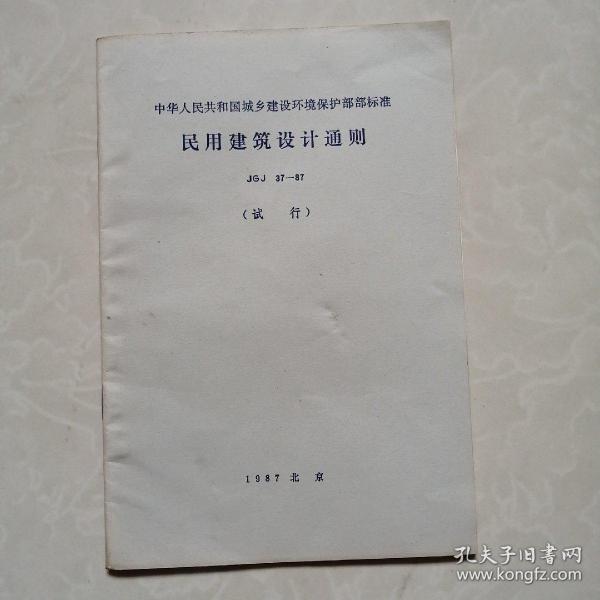 中华人民共和国城乡建设环境保护部部标准
民用建筑设计通则
JGJ 37—87
（试 行）
1987 北 京
孔夫子旧书网
www.kongfz.com